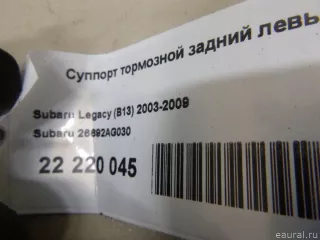 Суппорт тормозной задний левы
Subaru Legacy (B13) 2003-2009
Subaru 26692AG030
22 220 045
eaural.ru